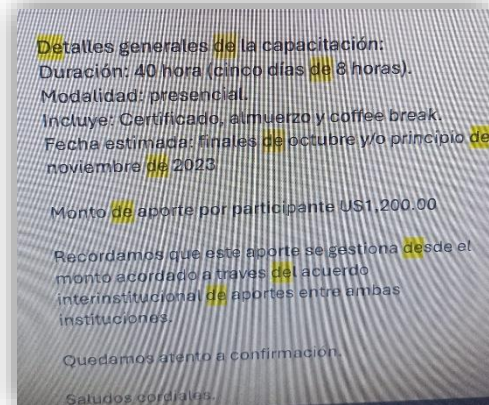 Detalles generales de la capacitación:
Duración: 40 hora (cinco días de 8 horas).
Modalidad: presencial.
Incluye: Certificado, almuerzo y coffee break.
Fecha estimada: finales de octubre y/o principio de
noviembre de 2023
Monto de aporte por participante US1,200.00
Recordamos que este aporte se gestiona desde el
monto acordado a traves del acuerdo
interinstitucional de aportes entre ambas
instituciones.
Quedamos atento a confirmación.
Saludos cordiales.